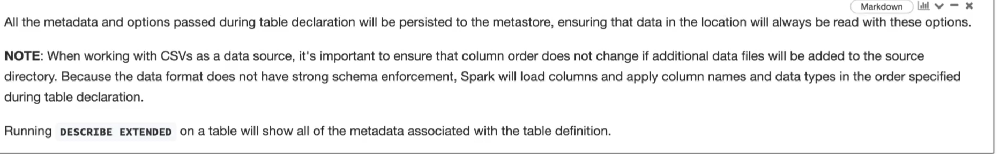 Markdown
All the metadata and options passed during table declaration will be persisted to the metastore, ensuring that data in the location will always be read with these options.
NOTE: When working with CSVs as a data source, it's important to ensure that column order does not change if additional data files will be added to the source
directory. Because the data format does not have strong schema enforcement, Spark will load columns and apply column names and data types in the order specified
during table declaration.
Running DESCRIBE EXTENDED on a table will show all of the metadata associated with the table definition.